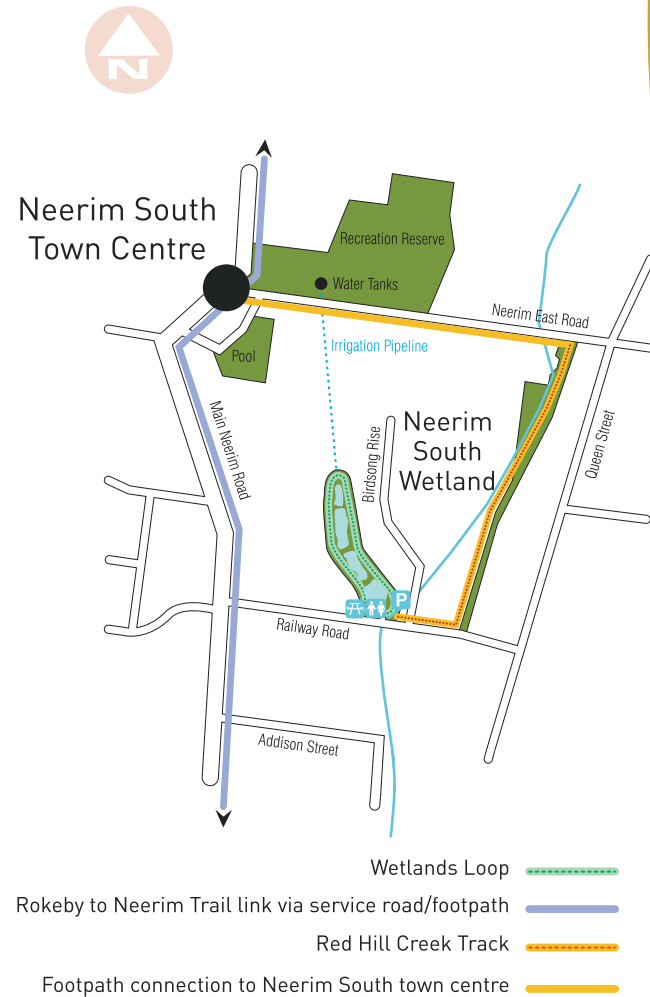 N
Neerim South
Town Centre
Recreation Reserve
Water Tanks
Neerim East Road
Irrigation Pipeline
Pool
Main Neerim Road
Birdsong Rise
Neerim
South
Wetland
Queen Street
P
Railway Road
Addison Street
Wetlands Loop
Rokeby to Neerim Trail link via service road/footpath
Red Hill Creek Track
Footpath connection to Neerim South town centre